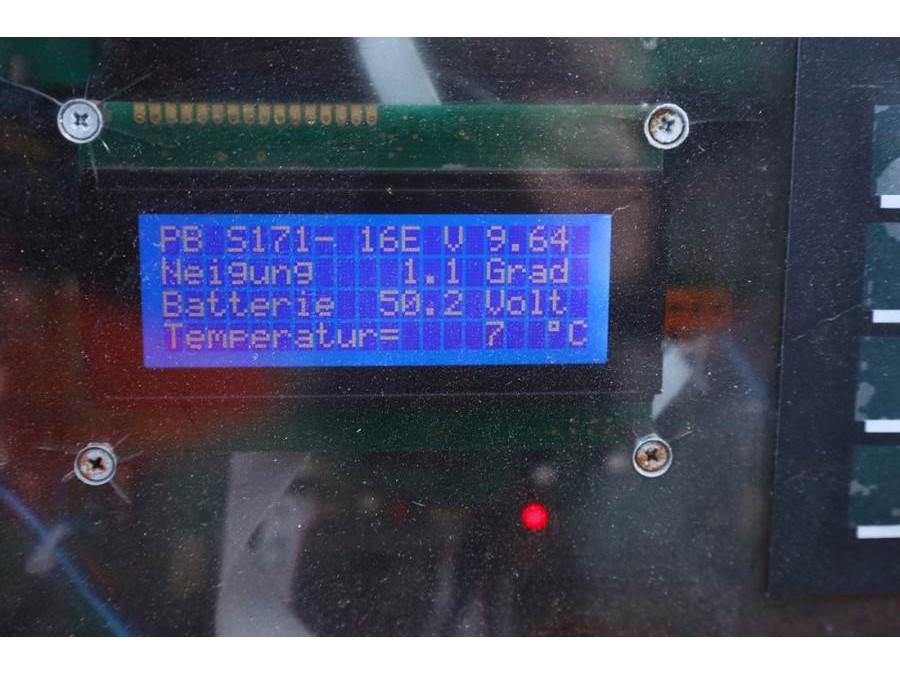 PB S171- 16E V 9.64
Neigung 1.1 Grad
Batterie 50.2 Volt
Temperatur= 7 °C